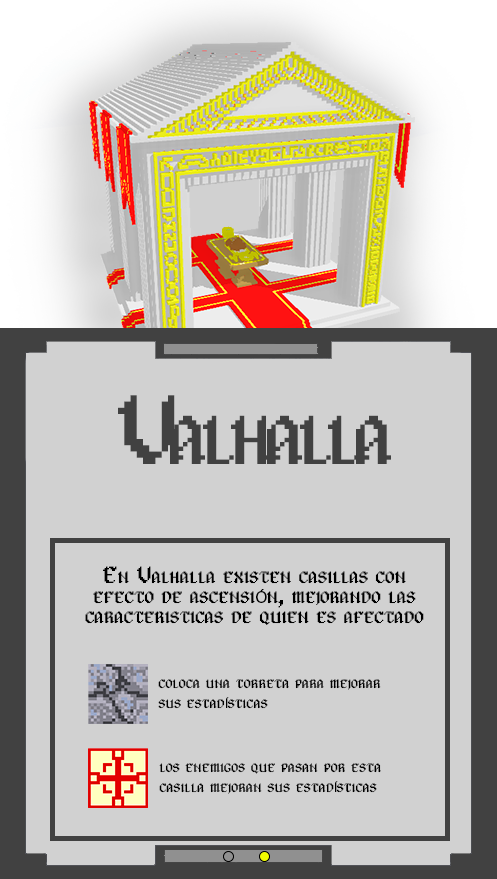 Valhalla
En Valhalla existen casillas con
efecto de ascensión, mejorando las
caracteristicas de quien es afectado
coloca una torreta para mejorar
sus estadísticas
los enemigos que pasan por esta
casilla mejoran sus estadísticas